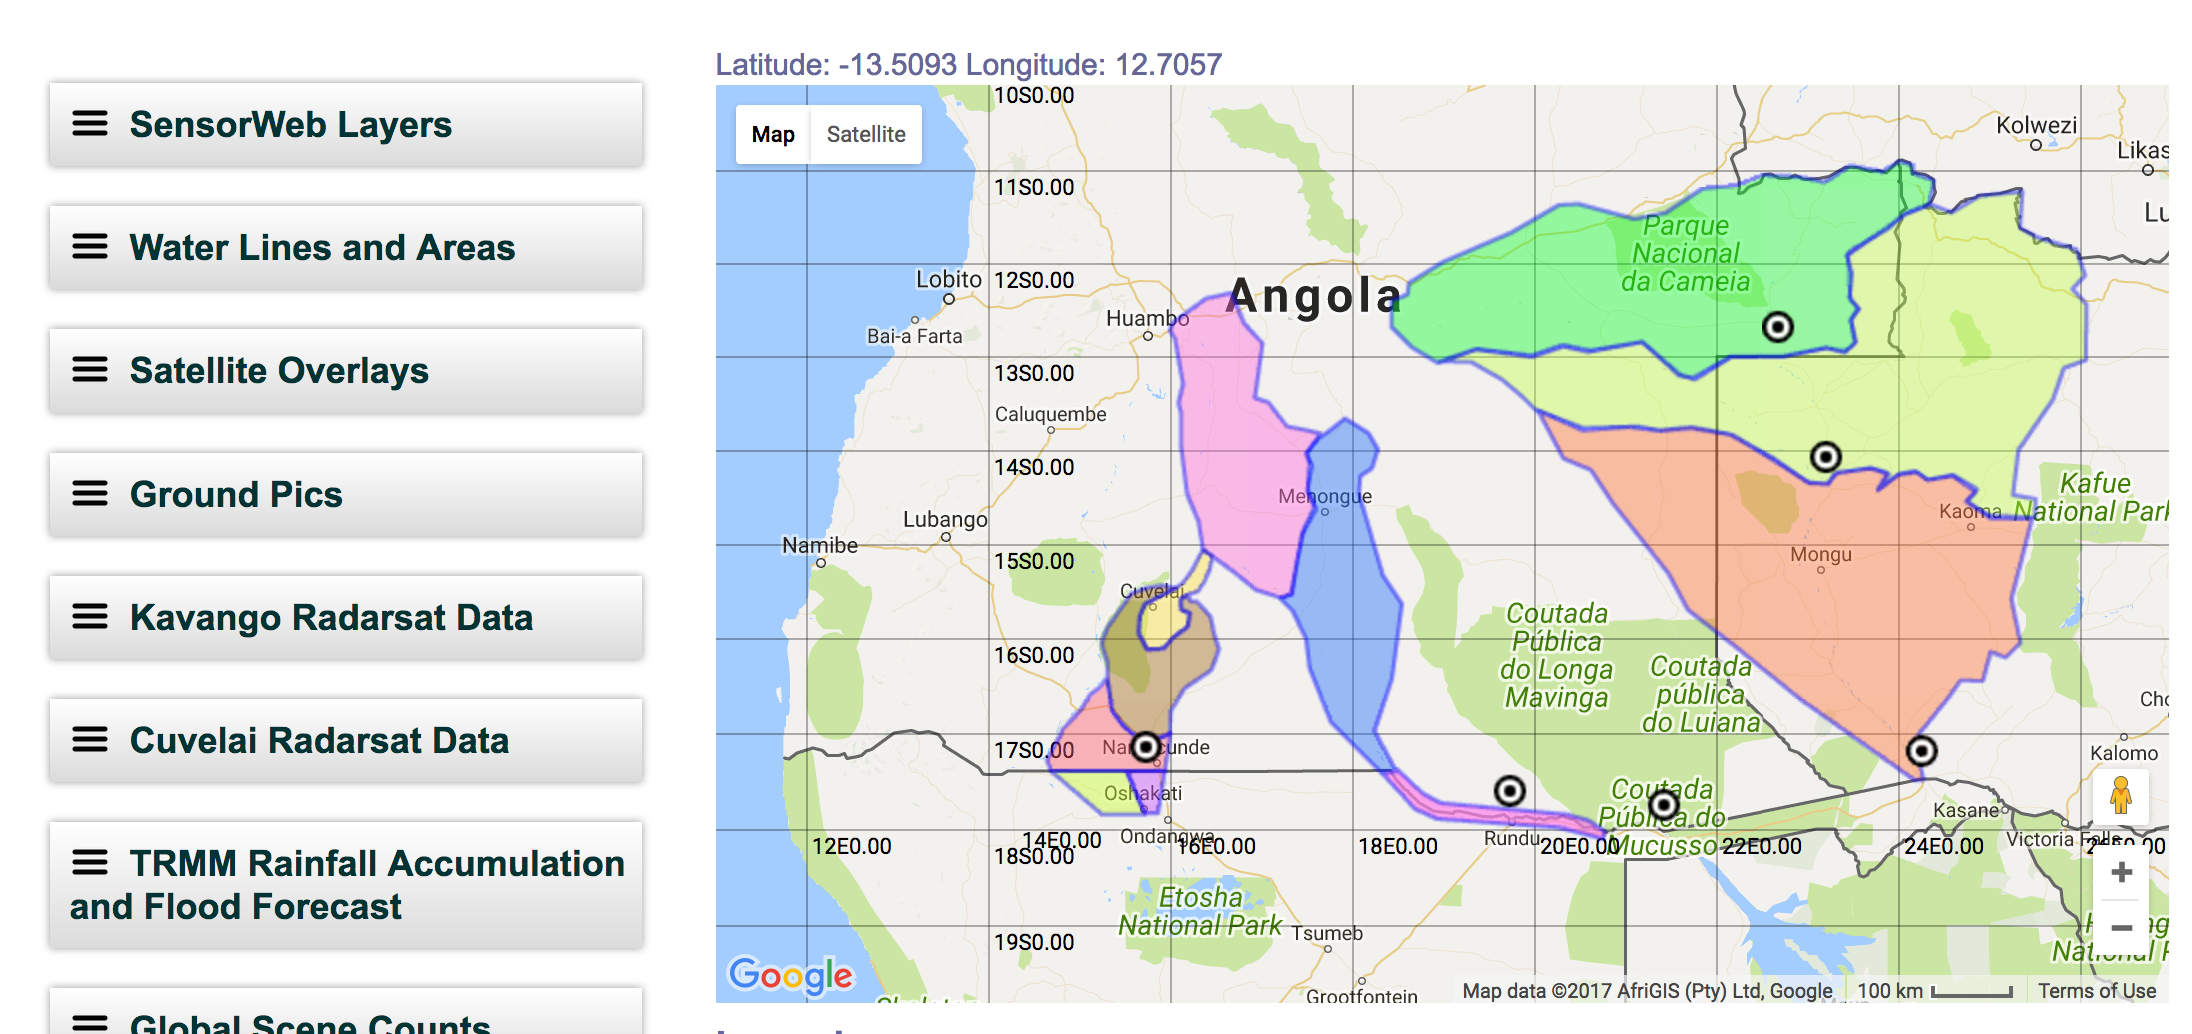 Latitude: -13.5093 Longitude: 12.7057
SensorWeb Layers
Water Lines and Areas
Satellite Overlays
Ground Pics
Kavango Radarsat Data
Cuvelai Radarsat Data
TRMM Rainfall Accumulation
and Flood Forecast
Global Scene Counts
Map Satellite
10S0.00
Kolwezi
Likas
11S0.00
Lu
Parque
Nacional
da Cameia
Lobito
12S0.00
Angola
Huambo
Bai-a Farta
13S0.00
Caluquembe
14S0.00
Menongue
Kafue
National Park
Kaoma
Lubango
Namibe
15S0.00
Mongu
Cuvelai
Coutada
Pública
do Longa
Mavinga
16S0.00
Coutada
pública
do Luiana
Cho
17S0.00
Kalomo
Oshakati
Coutada
Pública do
Mucusso
Kasane
Ondangwa
Rundu
Victoria Falls
12E0.00
14E0.00
16E0.00
18E0.00
20E0.00
22E0.00
24E0.00
18S0.00
Etosha
National Park
Tsumeb
19S0.00
Google
Grootfontein
Map data ©2017 AfriGIS (Pty) Ltd, Google
100 km
Terms of Use